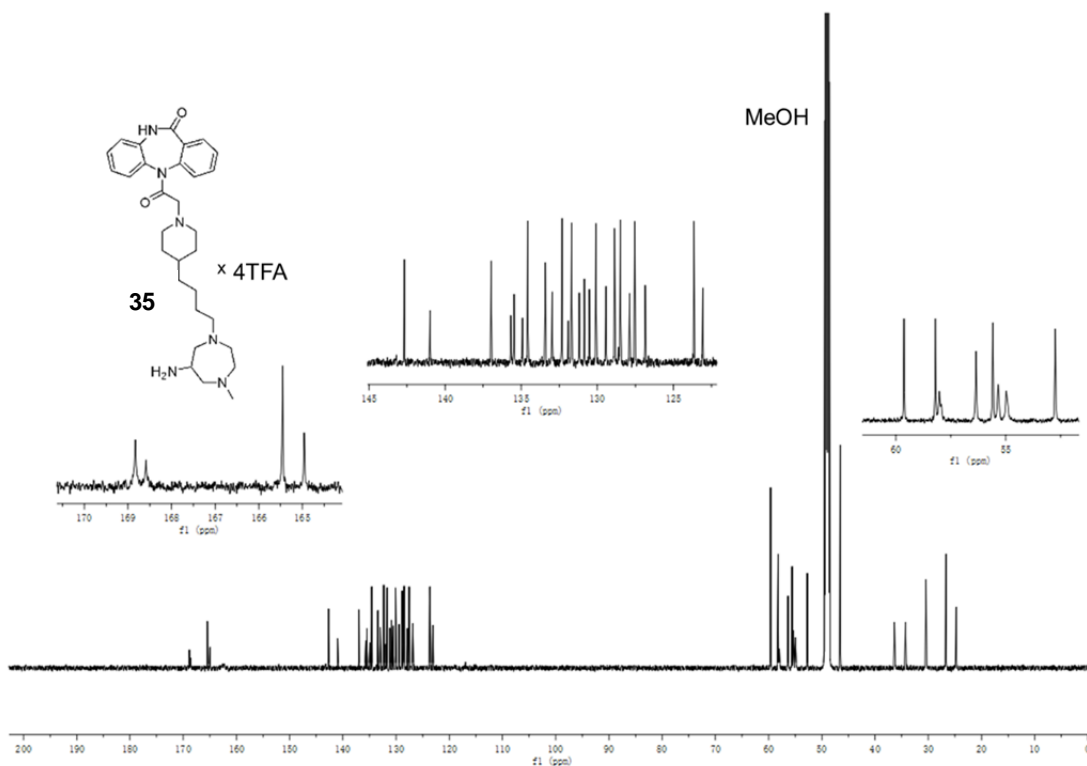 MeOH
O
HN
N
O
N
x 4TFA
35
N
H₂N
N
145 140 135 130 125
f1 (ppm)
60 55
f1 (ppm)
170 169 168 167 166 165
f1 (ppm)
200 190 180 170 160 150 140 130 120 110 100 90 80 70 60 50 40 30 20 10 0
f1 (ppm)